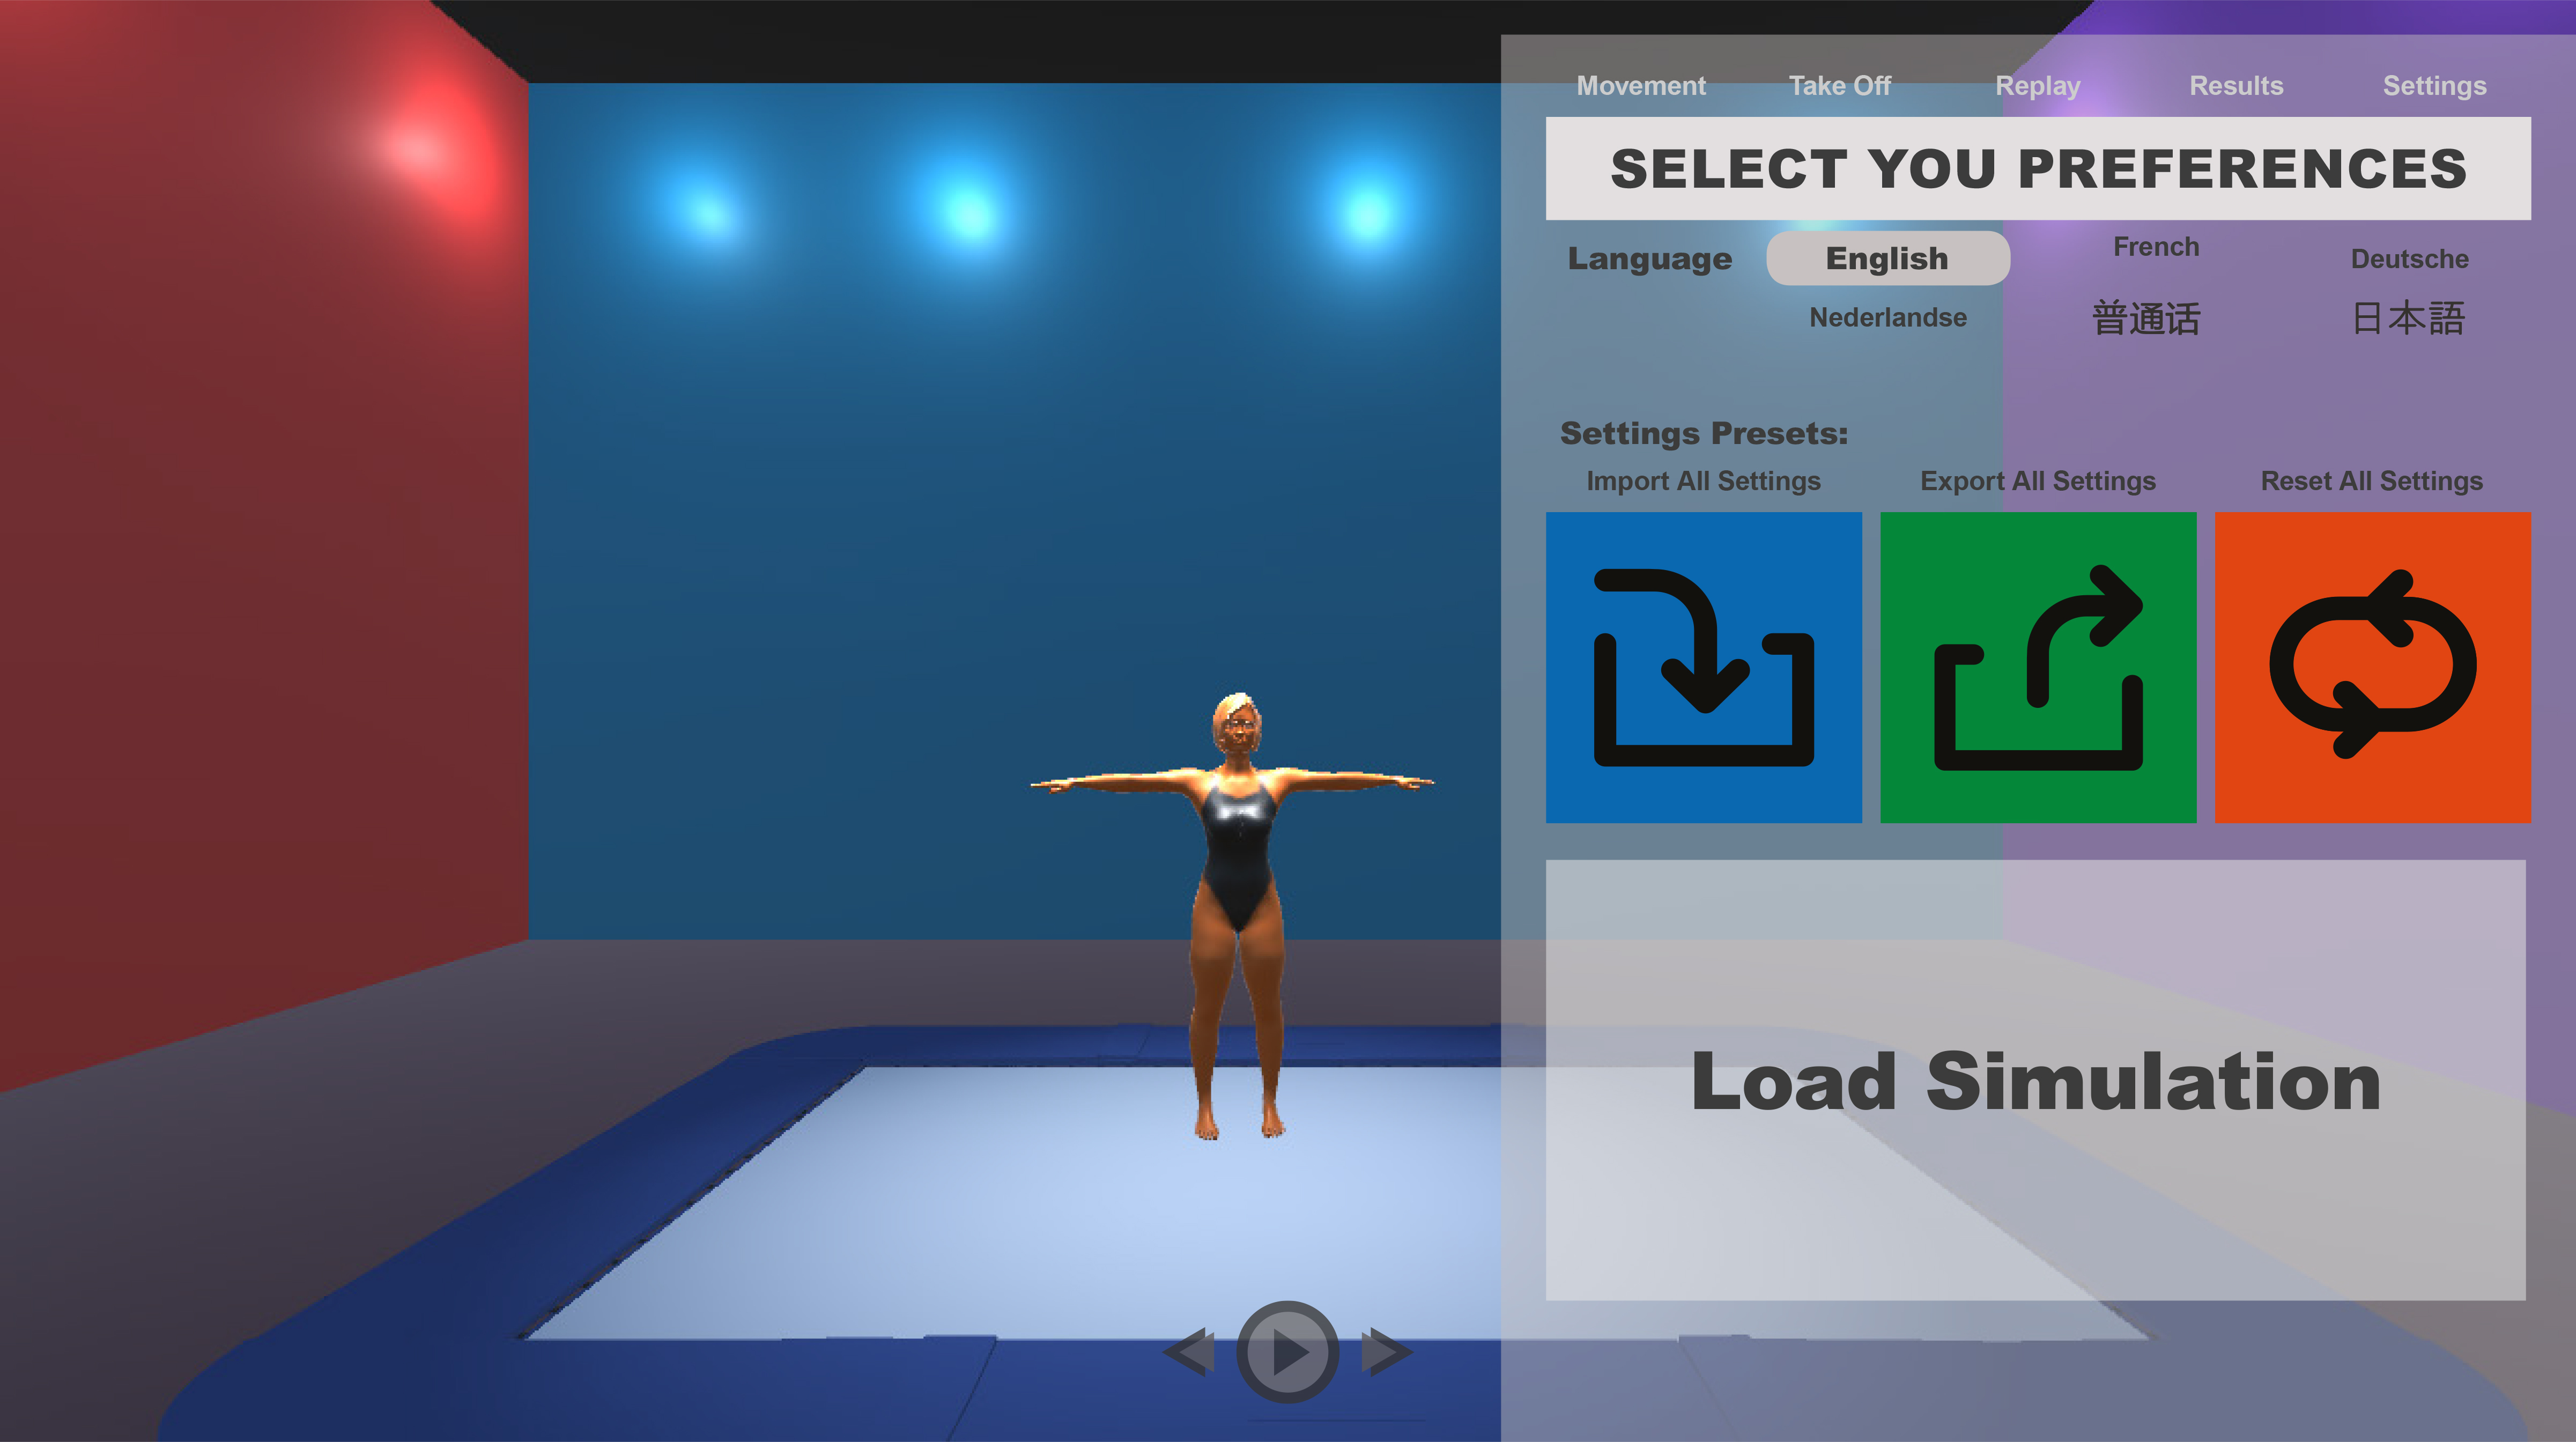 Movement Take Off Replay Results Settings
SELECT YOU PREFERENCES
Language English French Deutsche
Nederlandse 普通话 日本語
Settings Presets:
Import All Settings Export All Settings Reset All Settings
Load Simulation